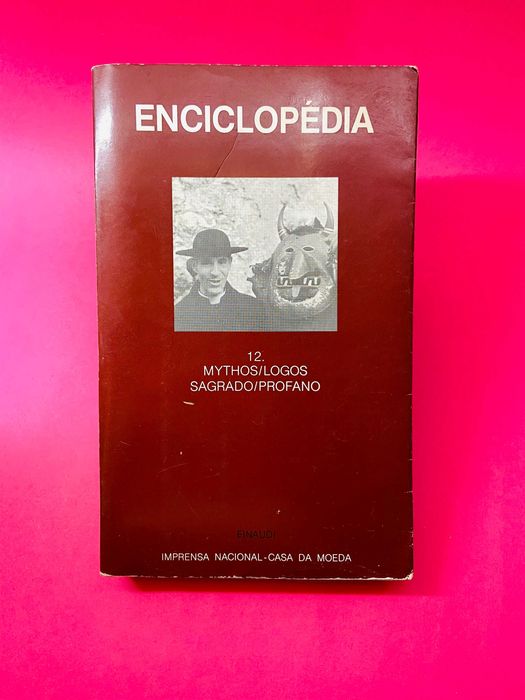 ENCICLOPÉDIA
12.
MYTHOS/LOGOS
SAGRADO/PROFANO
EINAUDI
IMPRENSA NACIONAL-CASA DA MOEDA